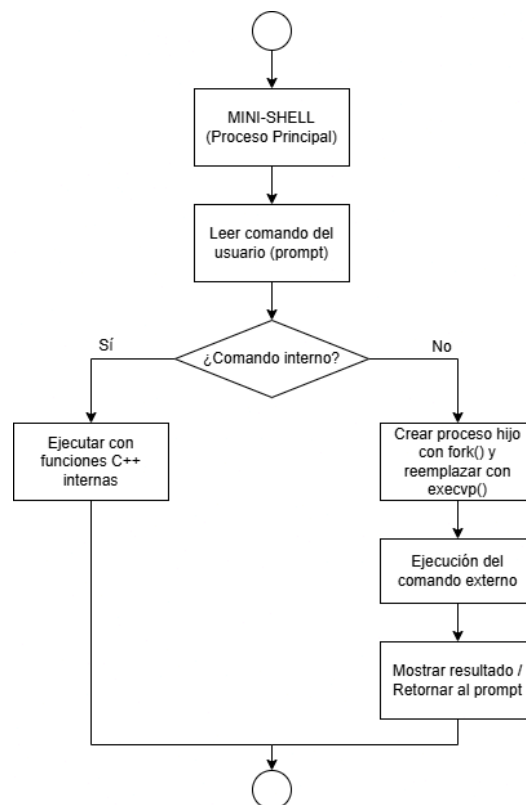 MINI-SHELL
(Proceso Principal)
Leer comando del
usuario (prompt)
¿Comando interno?
Sí
No
Ejecutar con
funciones C++
internas
Crear proceso hijo
con fork() y
reemplazar con
execvp()
Ejecución del
comando externo
Mostrar resultado /
Retornar al prompt